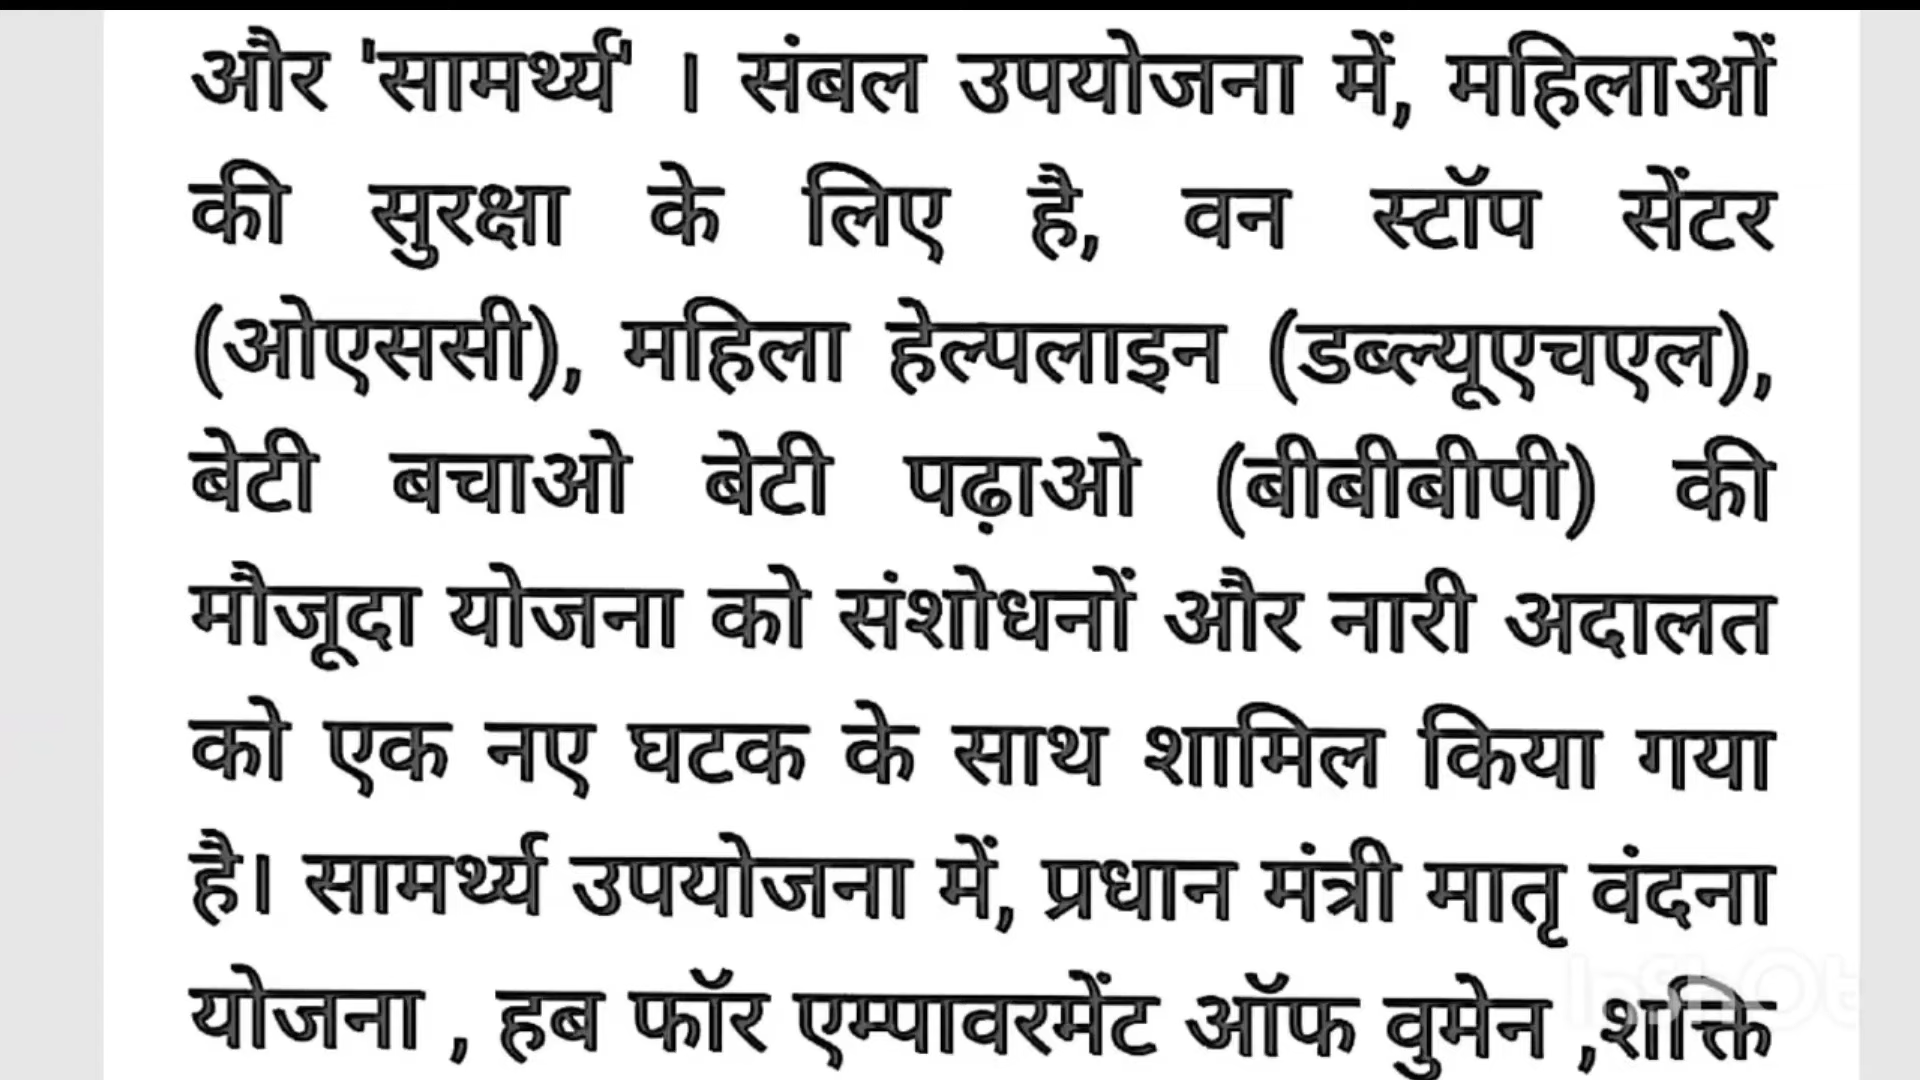 और 'सामर्थ्य' । संबल उपयोजना में, महिलाओं
की सुरक्षा के लिए है, वन स्टॉप सेंटर
(ओएससी), महिला हेल्पलाइन (डब्ल्यूएचएल),
बेटी बचाओ बेटी पढ़ाओ (बीबीबीपी) की
मौजूदा योजना को संशोधनों और नारी अदालत
को एक नए घटक के साथ शामिल किया गया
है। सामर्थ्य उपयोजना में, प्रधान मंत्री मातृ वंदना
योजना , हब फॉर एम्पावरमेंट ऑफ वुमेन ,शक्ति
InShOt